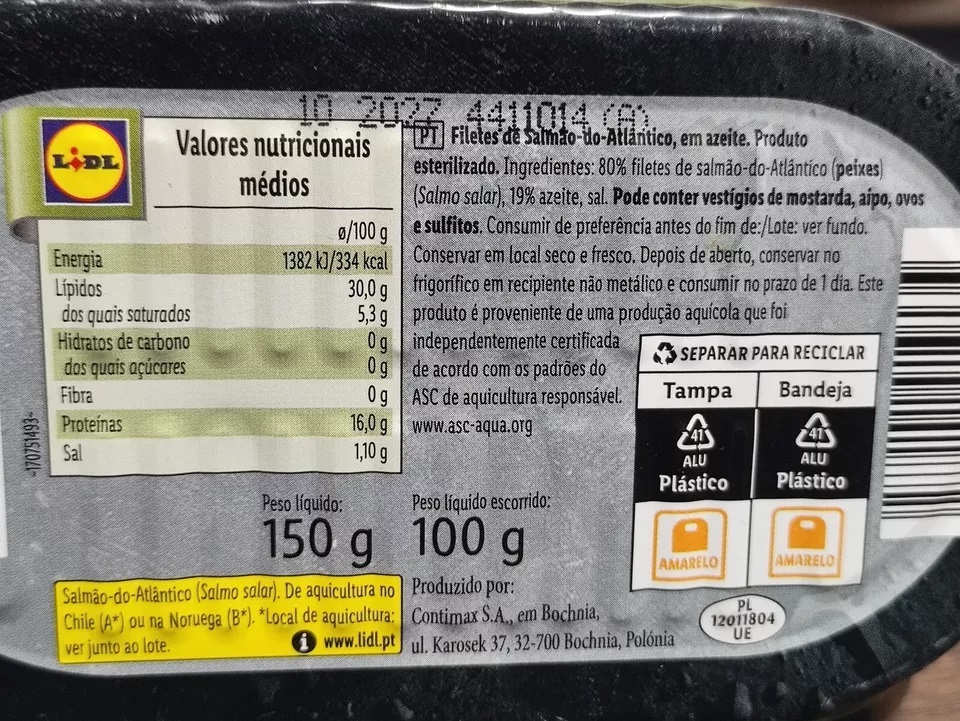 10 2027 4411014 (A)
LIDL
Valores nutricionais
médios
ø/100 g
Energia 1382 kJ/334 kcal
Lípidos 30,0 g
dos quais saturados 5,3 g
Hidratos de carbono 0 g
dos quais açúcares 0 g
Fibra 0 g
Proteínas 16,0 g
Sal 1,10 g
-170751493-
PT Filetes de Salmão-do-Atlântico, em azeite. Produto
esterilizado. Ingredientes: 80% filetes de salmão-do-Atlântico (peixes)
(Salmo salar), 19% azeite, sal. Pode conter vestígios de mostarda, aipo, ovos
e sulfitos. Consumir de preferência antes do fim de:/Lote: ver fundo.
Conservar em local seco e fresco. Depois de aberto, conservar no
frigorífico em recipiente não metálico e consumir no prazo de 1 dia. Este
produto é proveniente de uma produção aquícola que foi
independentemente certificada
de acordo com os padrões do
ASC de aquicultura responsável.
www.asc-aqua.org
SEPARAR PARA RECICLAR
Tampa Bandeja
41 41
ALU ALU
Plástico Plástico
AMARELO AMARELO
Peso líquido:
150 g
Peso líquido escorrido:
100 g
Salmão-do-Atlântico (Salmo salar). De aquicultura no
Chile (A*) ou na Noruega (B*). *Local de aquicultura:
ver junto ao lote. i www.lidl.pt
Produzido por:
Contimax S.A., em Bochnia,
ul. Karosek 37, 32-700 Bochnia, Polónia
PL
12011804
UE